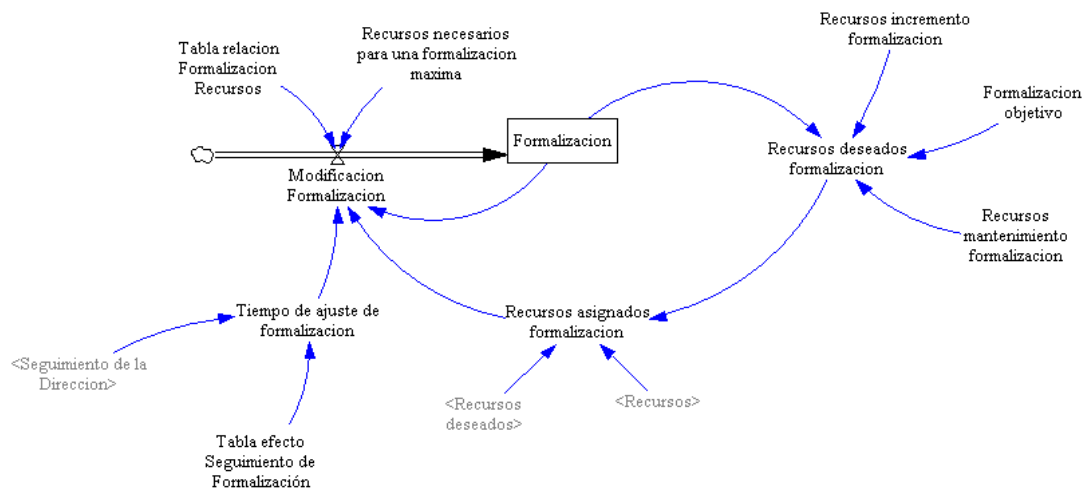 Tabla relacion
Formalizacion
Recursos
Recursos necesarios
para una formalizacion
maxima
Recursos incremento
formalizacion
Formalizacion
objetivo
Formalizacion
Recursos deseados
formalizacion
Modificacion
Formalizacion
Recursos
mantenimiento
formalizacion
Tiempo de ajuste de
formalizacion
Recursos asignados
formalizacion
<Seguimiento de la
Direccion>
<Recursos
deseados>
<Recursos>
Tabla efecto
Seguimiento de
Formalización